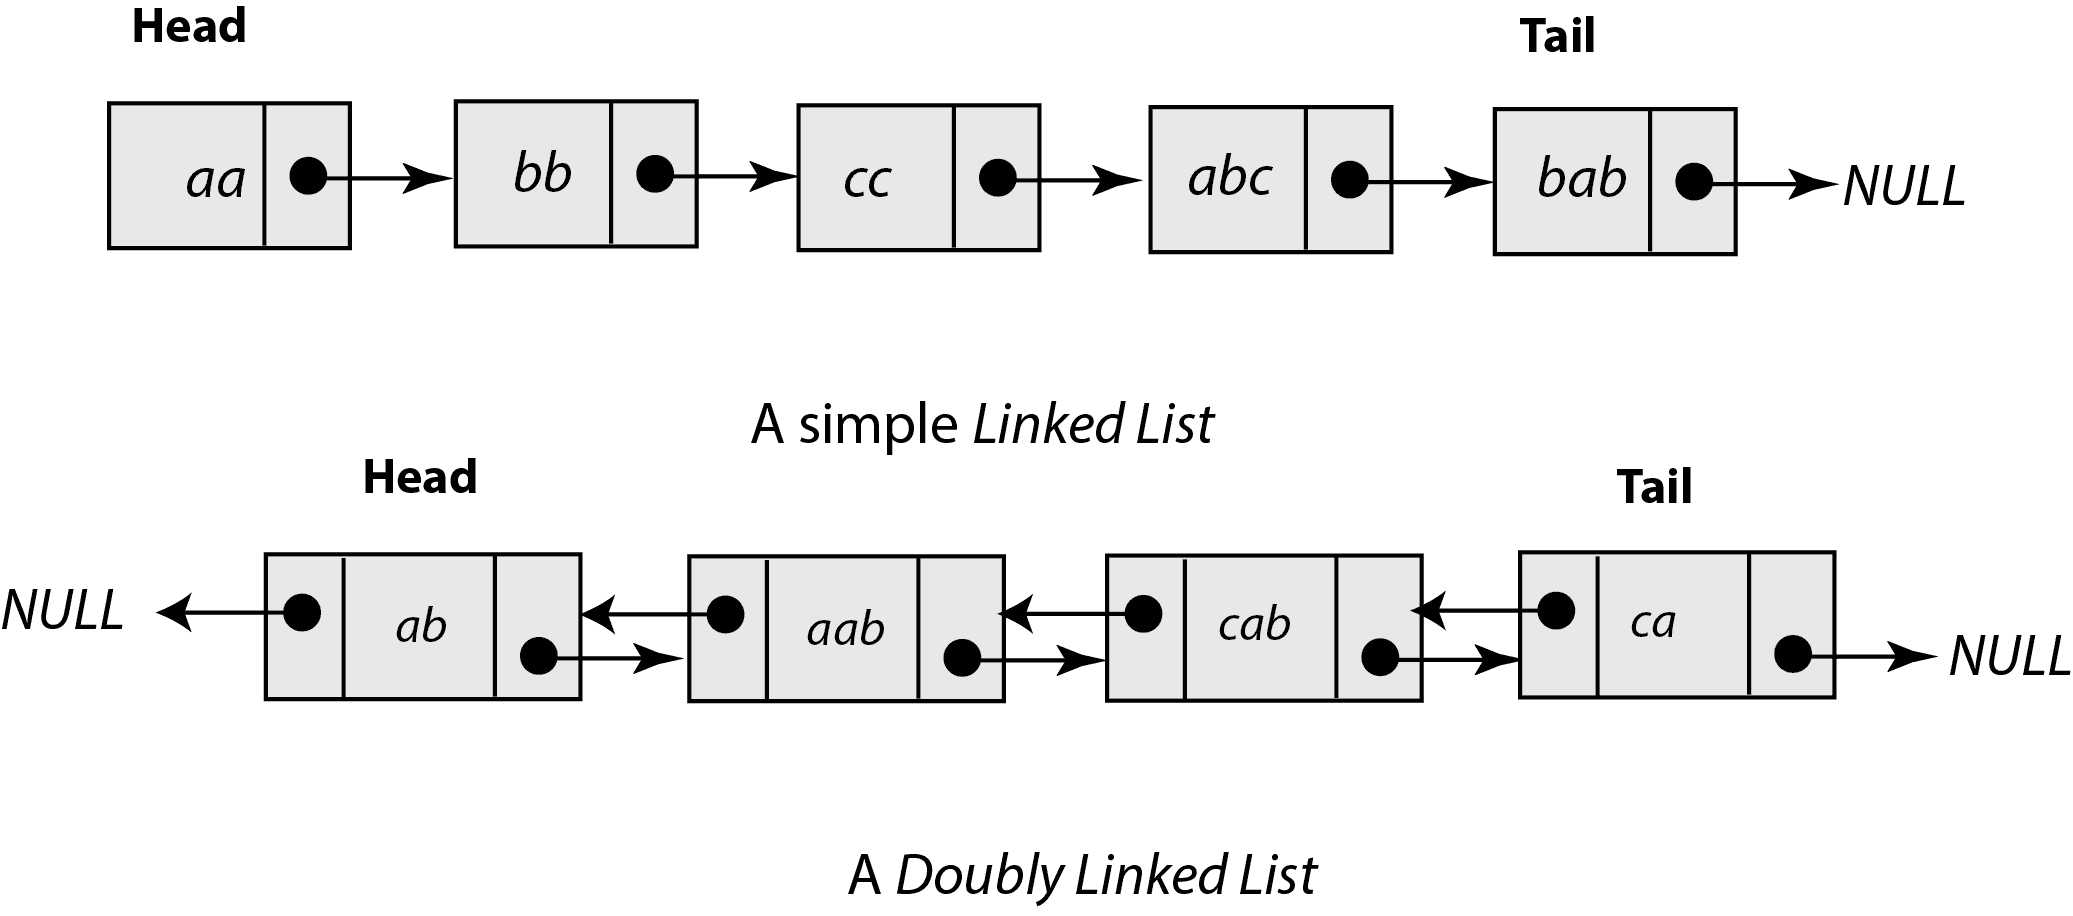 Head Tail
aa bb cc abc bab NULL
A simple Linked List
Head Tail
NULL ab aab cab ca NULL
A Doubly Linked List